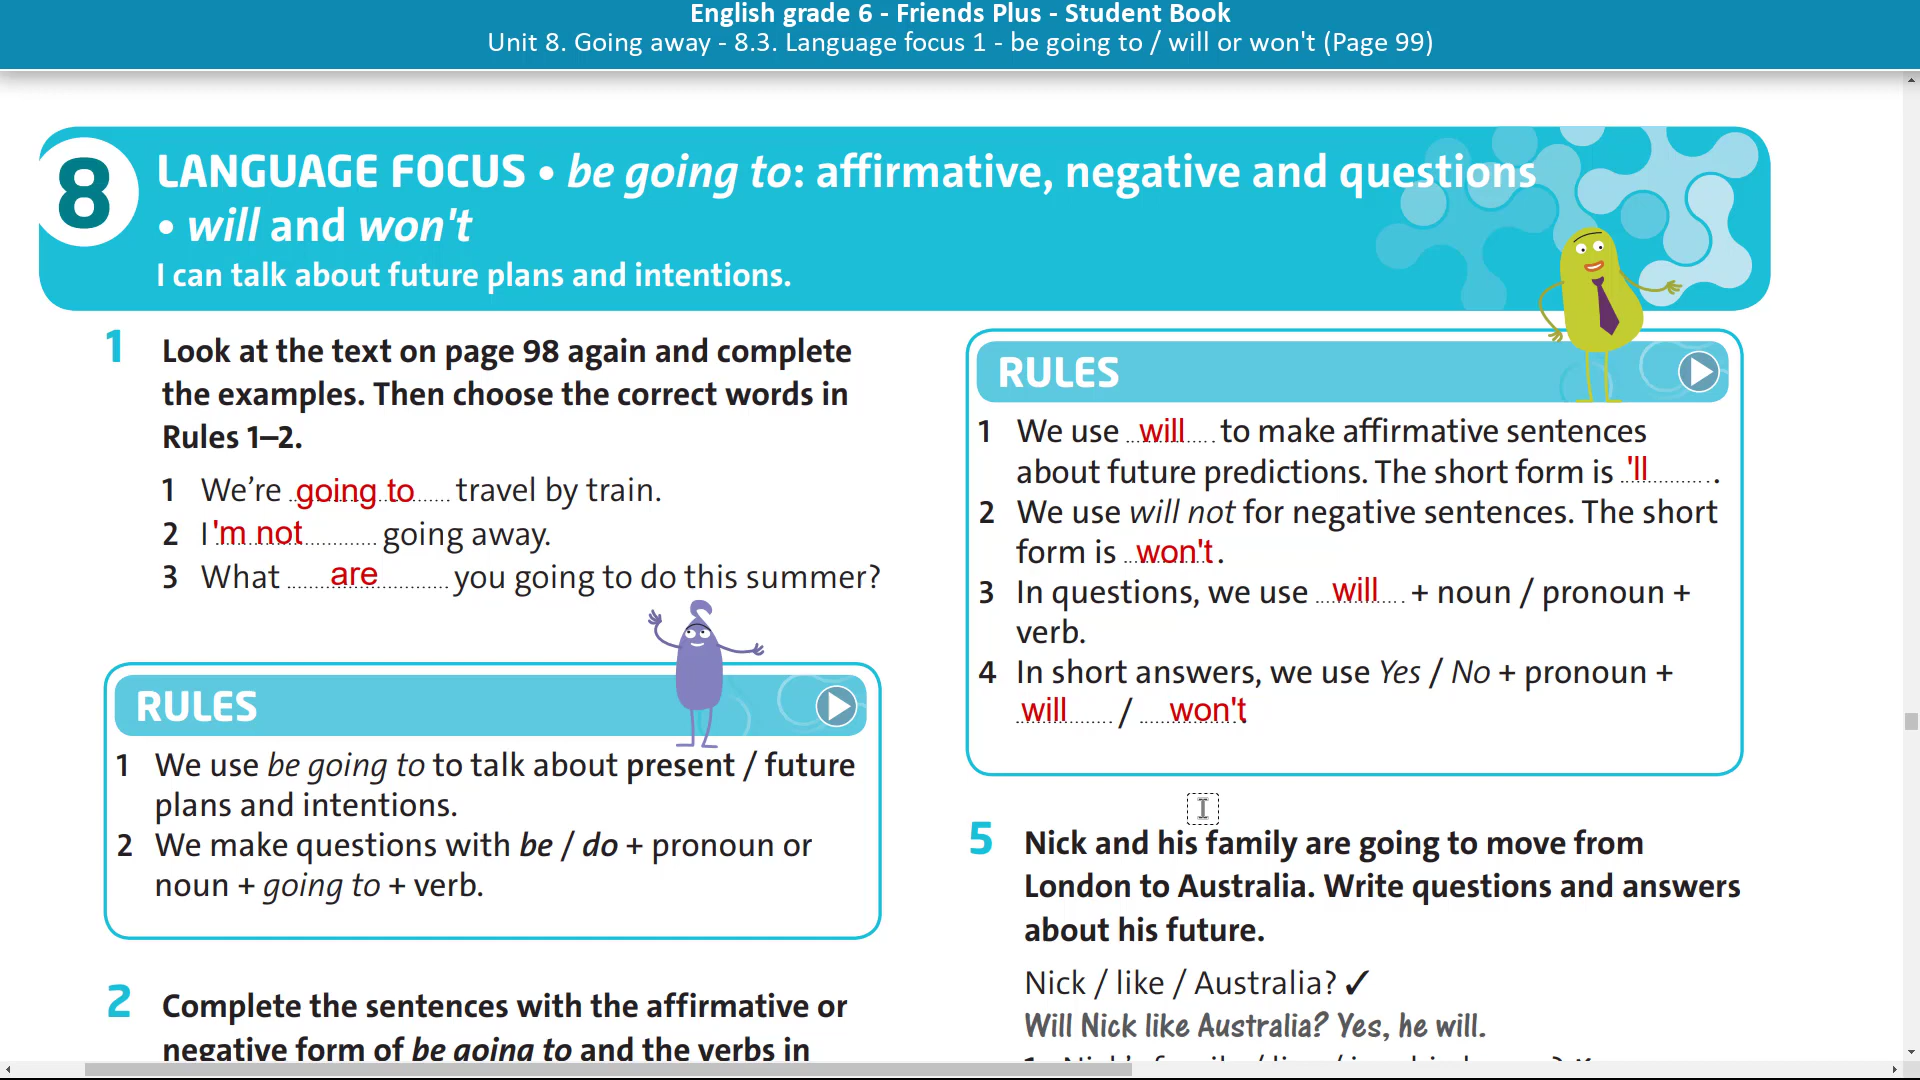 English grade 6 - Friends Plus - Student Book
Unit 8. Going away - 8.3. Language focus 1 - be going to / will or won't (Page 99)
8
LANGUAGE FOCUS • be going to: affirmative, negative and questions
• will and won't
I can talk about future plans and intentions.
1 Look at the text on page 98 again and complete
the examples. Then choose the correct words in
Rules 1–2.
1 We're going to travel by train.
2 I 'm not going away.
3 What are you going to do this summer?
RULES
1 We use be going to to talk about present / future
plans and intentions.
2 We make questions with be / do + pronoun or
noun + going to + verb.
2 Complete the sentences with the affirmative or
negative form of be going to and the verbs in
RULES
1 We use will to make affirmative sentences
about future predictions. The short form is 'll.
2 We use will not for negative sentences. The short
form is won't.
3 In questions, we use will + noun / pronoun +
verb.
4 In short answers, we use Yes / No + pronoun +
will / won't.
5 Nick and his family are going to move from
London to Australia. Write questions and answers
about his future.
Nick / like / Australia? ✓
Will Nick like Australia? Yes, he will.